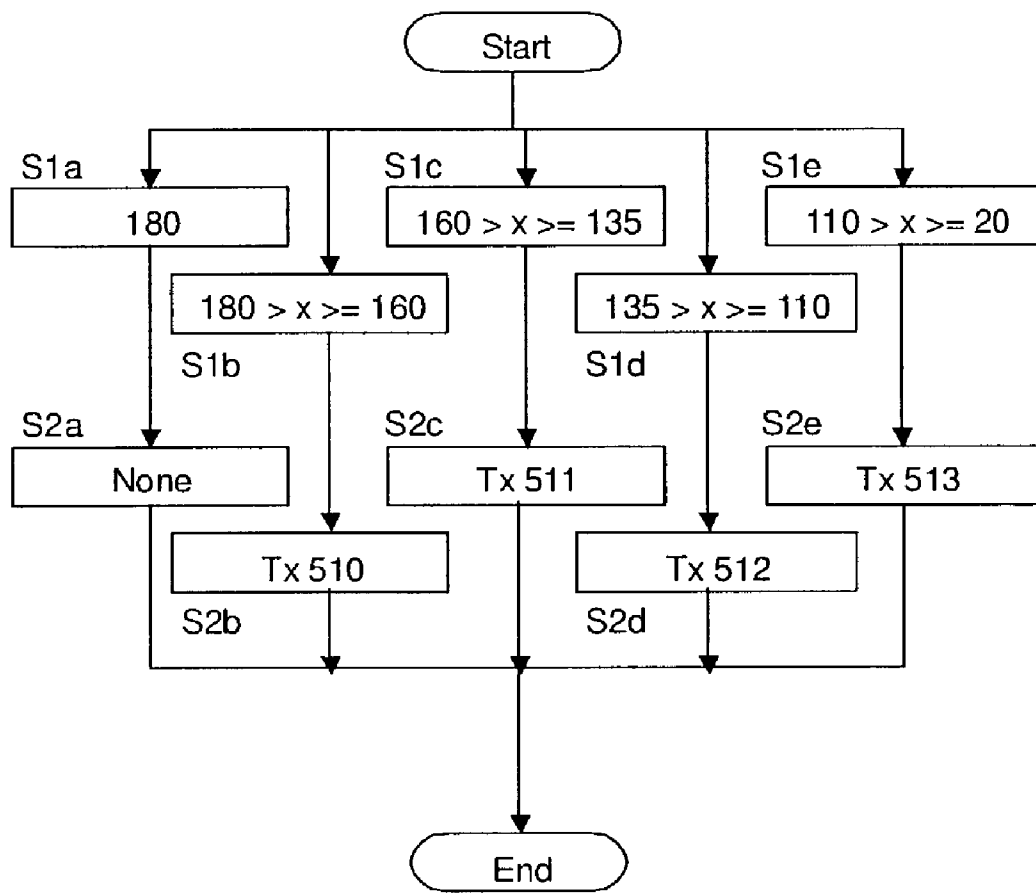 Start
S1a
S1c
S1e
180
160 > x >= 135
110 > x >= 20
180 > x >= 160
135 > x >= 110
S1b
S1d
S2a
S2c
S2e
None
Tx 511
Tx 513
Tx 510
Tx 512
S2b
S2d
End